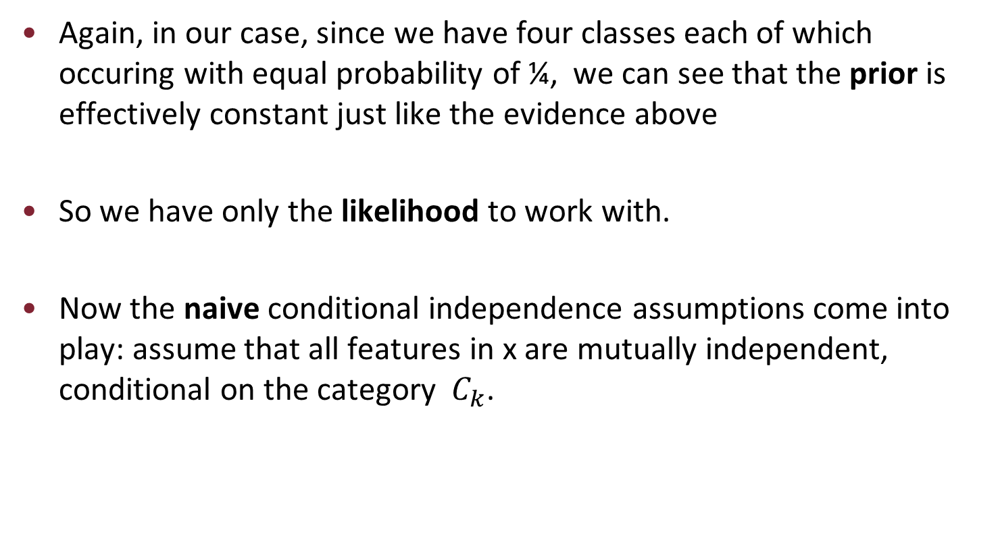 • Again, in our case, since we have four classes each of which
occuring with equal probability of ¼,  we can see that the prior is
effectively constant just like the evidence above
• So we have only the likelihood to work with.
• Now the naive conditional independence assumptions come into
play: assume that all features in x are mutually independent,
conditional on the category  𝐶ₖ.